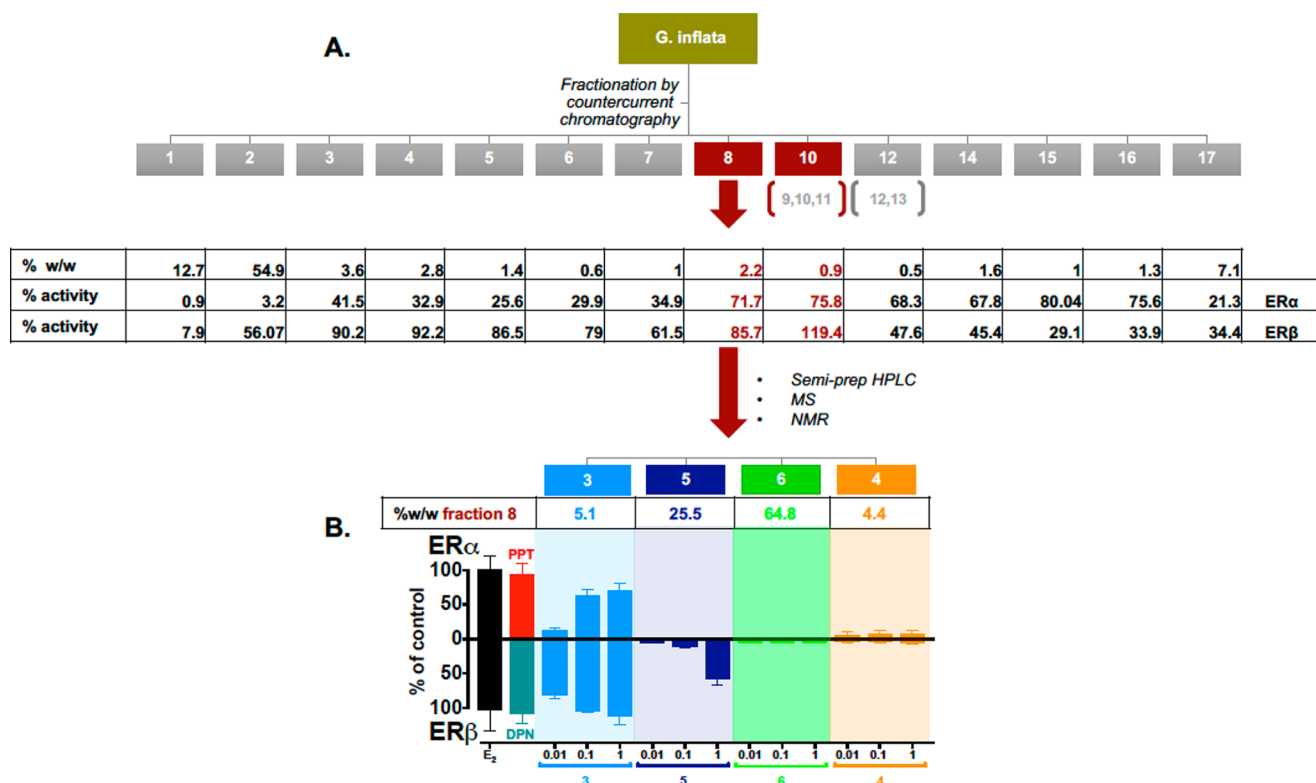 A.
G. inflata
Fractionation by
countercurrent
chromatography
1 2 3 4 5 6 7 8 10 12 14 15 16 17
9,10,11 12,13
% w/w 12.7 54.9 3.6 2.8 1.4 0.6 1 2.2 0.9 0.5 1.6 1 1.3 7.1
% activity 0.9 3.2 41.5 32.9 25.6 29.9 34.9 71.7 75.8 68.3 67.8 80.04 75.6 21.3 ERα
% activity 7.9 56.07 90.2 92.2 86.5 79 61.5 85.7 119.4 47.6 45.4 29.1 33.9 34.4 ERβ
• Semi-prep HPLC
• MS
• NMR
3 5 6 4
%w/w fraction 8 5.1 25.5 64.8 4.4
B.
ERα PPT
100
50
0
50
100
% of control
ERβ DPN
E2 0.01 0.1 1 0.01 0.1 1 0.01 0.1 1 0.01 0.1 1
3 5 6 4